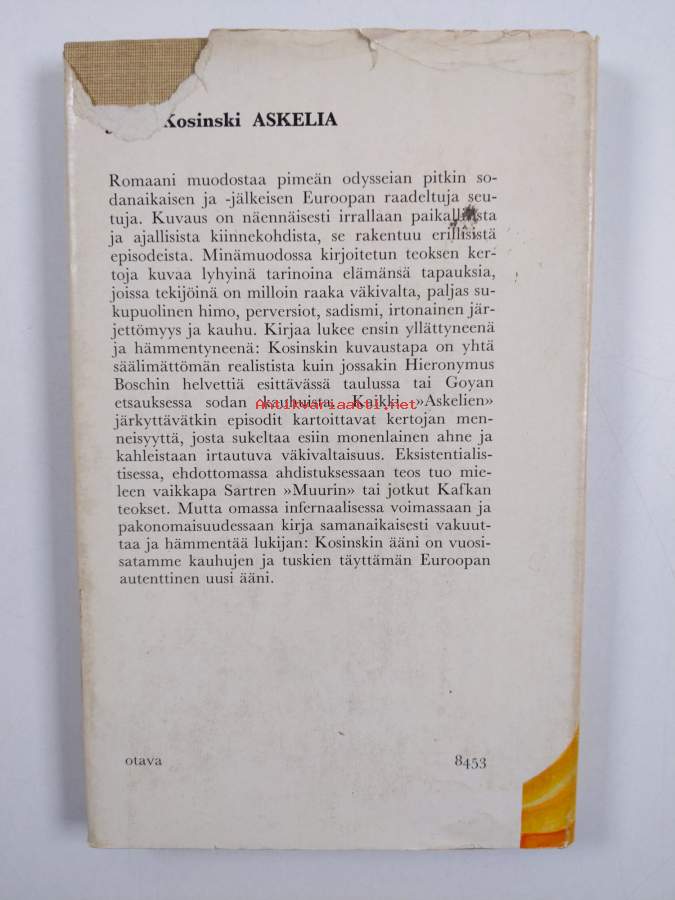 Kosinski ASKELIA
Romaani muodostaa pimeän odysseian pitkin so-
danaikaisen ja -jälkeisen Euroopan raadeltuja seu-
tuja. Kuvaus on näennäisesti irrallaan paikallisista
ja ajallisista kiinnekohdista, se rakentuu erillisistä
episodeista. Minämuodossa kirjoitetun teoksen ker-
toja kuvaa lyhyinä tarinoina elämänsä tapauksia,
joissa tekijöinä on milloin raaka väkivalta, paljas su-
kupuolinen himo, perversiot, sadismi, irtonainen jär-
jettömyys ja kauhu. Kirjaa lukee ensin yllättyneenä
ja hämmentyneenä: Kosinskin kuvaustapa on yhtä
säälimättömän realistista kuin jossakin Hieronymus
Boschin helvettiä esittävässä taulussa tai Goyan
etsauksessa sodan kauhuista. Kaikki »Askelien»
antikvariaatti.net
järkyttävätkin episodit kartoittavat kertojan men-
neisyyttä, josta sukeltaa esiin monenlainen ahne ja
kahleistaan irtautuva väkivaltaisuus. Eksistentialis-
tisessa, ehdottomassa ahdistuksessaan teos tuo mie-
leen vaikkapa Sartren »Muurin» tai jotkut Kafkan
teokset. Mutta omassa infernaalisessa voimassaan ja
pakonomaisuudessaan kirja samanaikaisesti vakuut-
taa ja hämmentää lukijan: Kosinskin ääni on vuosi-
satamme kauhujen ja tuskien täyttämän Euroopan
autenttinen uusi ääni.
otava
8453